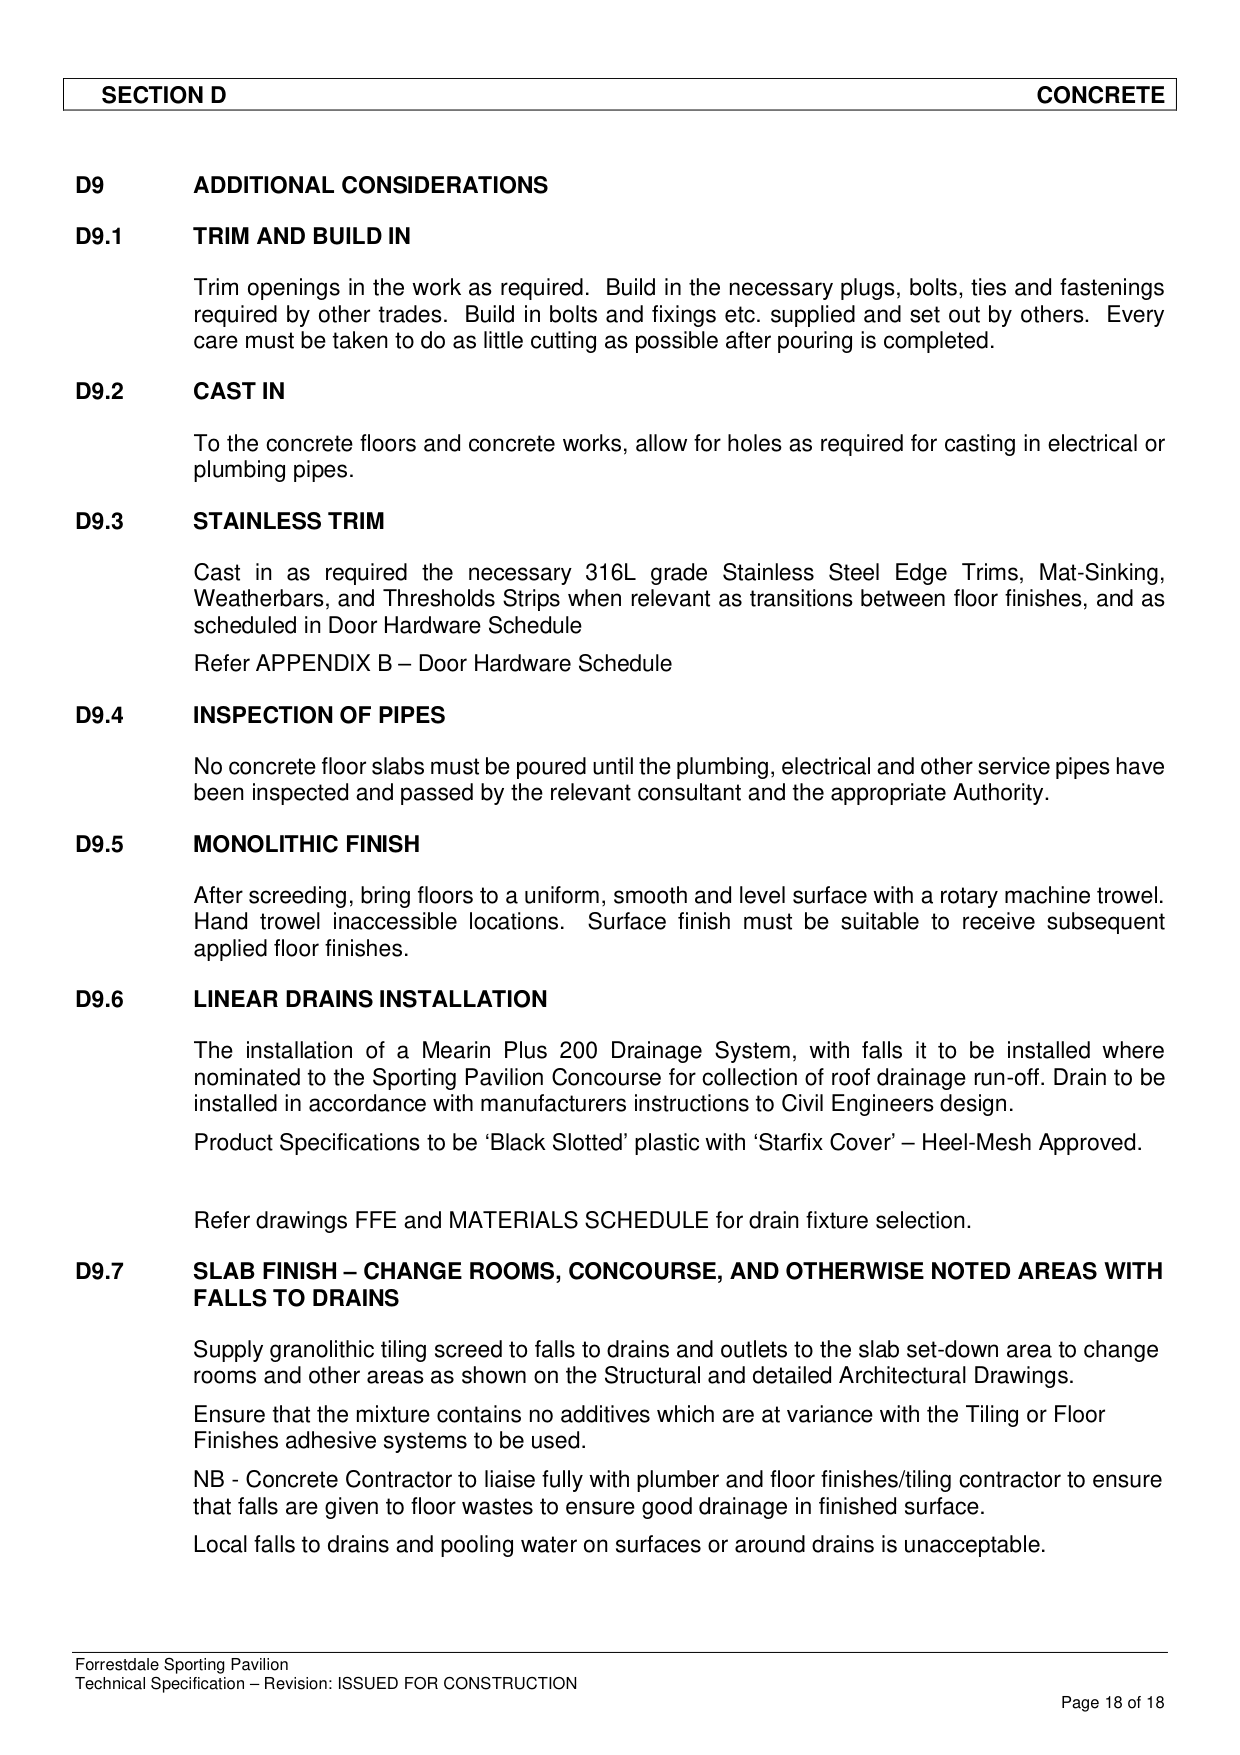 SECTION D CONCRETE
D9 ADDITIONAL CONSIDERATIONS
D9.1 TRIM AND BUILD IN
Trim openings in the work as required.  Build in the necessary plugs, bolts, ties and fastenings
required by other trades.  Build in bolts and fixings etc. supplied and set out by others.  Every
care must be taken to do as little cutting as possible after pouring is completed.
D9.2 CAST IN
To the concrete floors and concrete works, allow for holes as required for casting in electrical or
plumbing pipes.
D9.3 STAINLESS TRIM
Cast in as required the necessary 316L grade Stainless Steel Edge Trims, Mat-Sinking,
Weatherbars, and Thresholds Strips when relevant as transitions between floor finishes, and as
scheduled in Door Hardware Schedule
Refer APPENDIX B – Door Hardware Schedule
D9.4 INSPECTION OF PIPES
No concrete floor slabs must be poured until the plumbing, electrical and other service pipes have
been inspected and passed by the relevant consultant and the appropriate Authority.
D9.5 MONOLITHIC FINISH
After screeding, bring floors to a uniform, smooth and level surface with a rotary machine trowel.
Hand trowel inaccessible locations.  Surface finish must be suitable to receive subsequent
applied floor finishes.
D9.6 LINEAR DRAINS INSTALLATION
The installation of a Mearin Plus 200 Drainage System, with falls it to be installed where
nominated to the Sporting Pavilion Concourse for collection of roof drainage run-off. Drain to be
installed in accordance with manufacturers instructions to Civil Engineers design.
Product Specifications to be ‘Black Slotted’ plastic with ‘Starfix Cover’ – Heel-Mesh Approved.
Refer drawings FFE and MATERIALS SCHEDULE for drain fixture selection.
D9.7 SLAB FINISH – CHANGE ROOMS, CONCOURSE, AND OTHERWISE NOTED AREAS WITH
FALLS TO DRAINS
Supply granolithic tiling screed to falls to drains and outlets to the slab set-down area to change
rooms and other areas as shown on the Structural and detailed Architectural Drawings.
Ensure that the mixture contains no additives which are at variance with the Tiling or Floor
Finishes adhesive systems to be used.
NB - Concrete Contractor to liaise fully with plumber and floor finishes/tiling contractor to ensure
that falls are given to floor wastes to ensure good drainage in finished surface.
Local falls to drains and pooling water on surfaces or around drains is unacceptable.
Forrestdale Sporting Pavilion
Technical Specification – Revision: ISSUED FOR CONSTRUCTION
Page 18 of 18